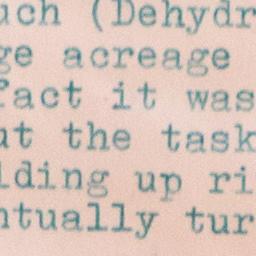 uch (Dehydr
ge acreage
fact it was
ut the task
lding up ri
ntually tur